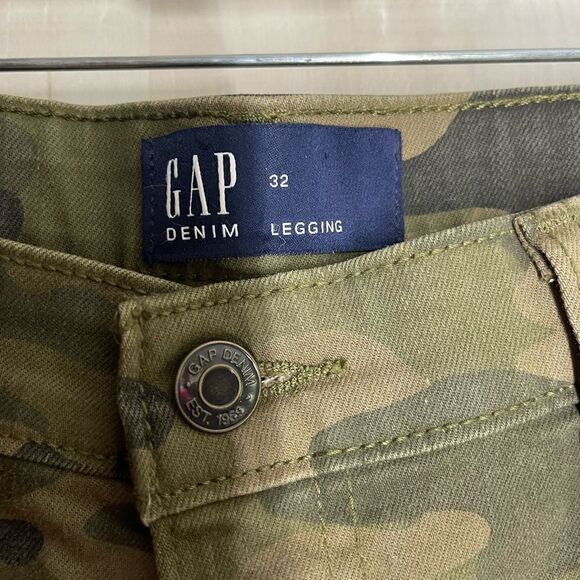 GAP
DENIM
32
LEGGING
GAP DENIM
EST. 1969